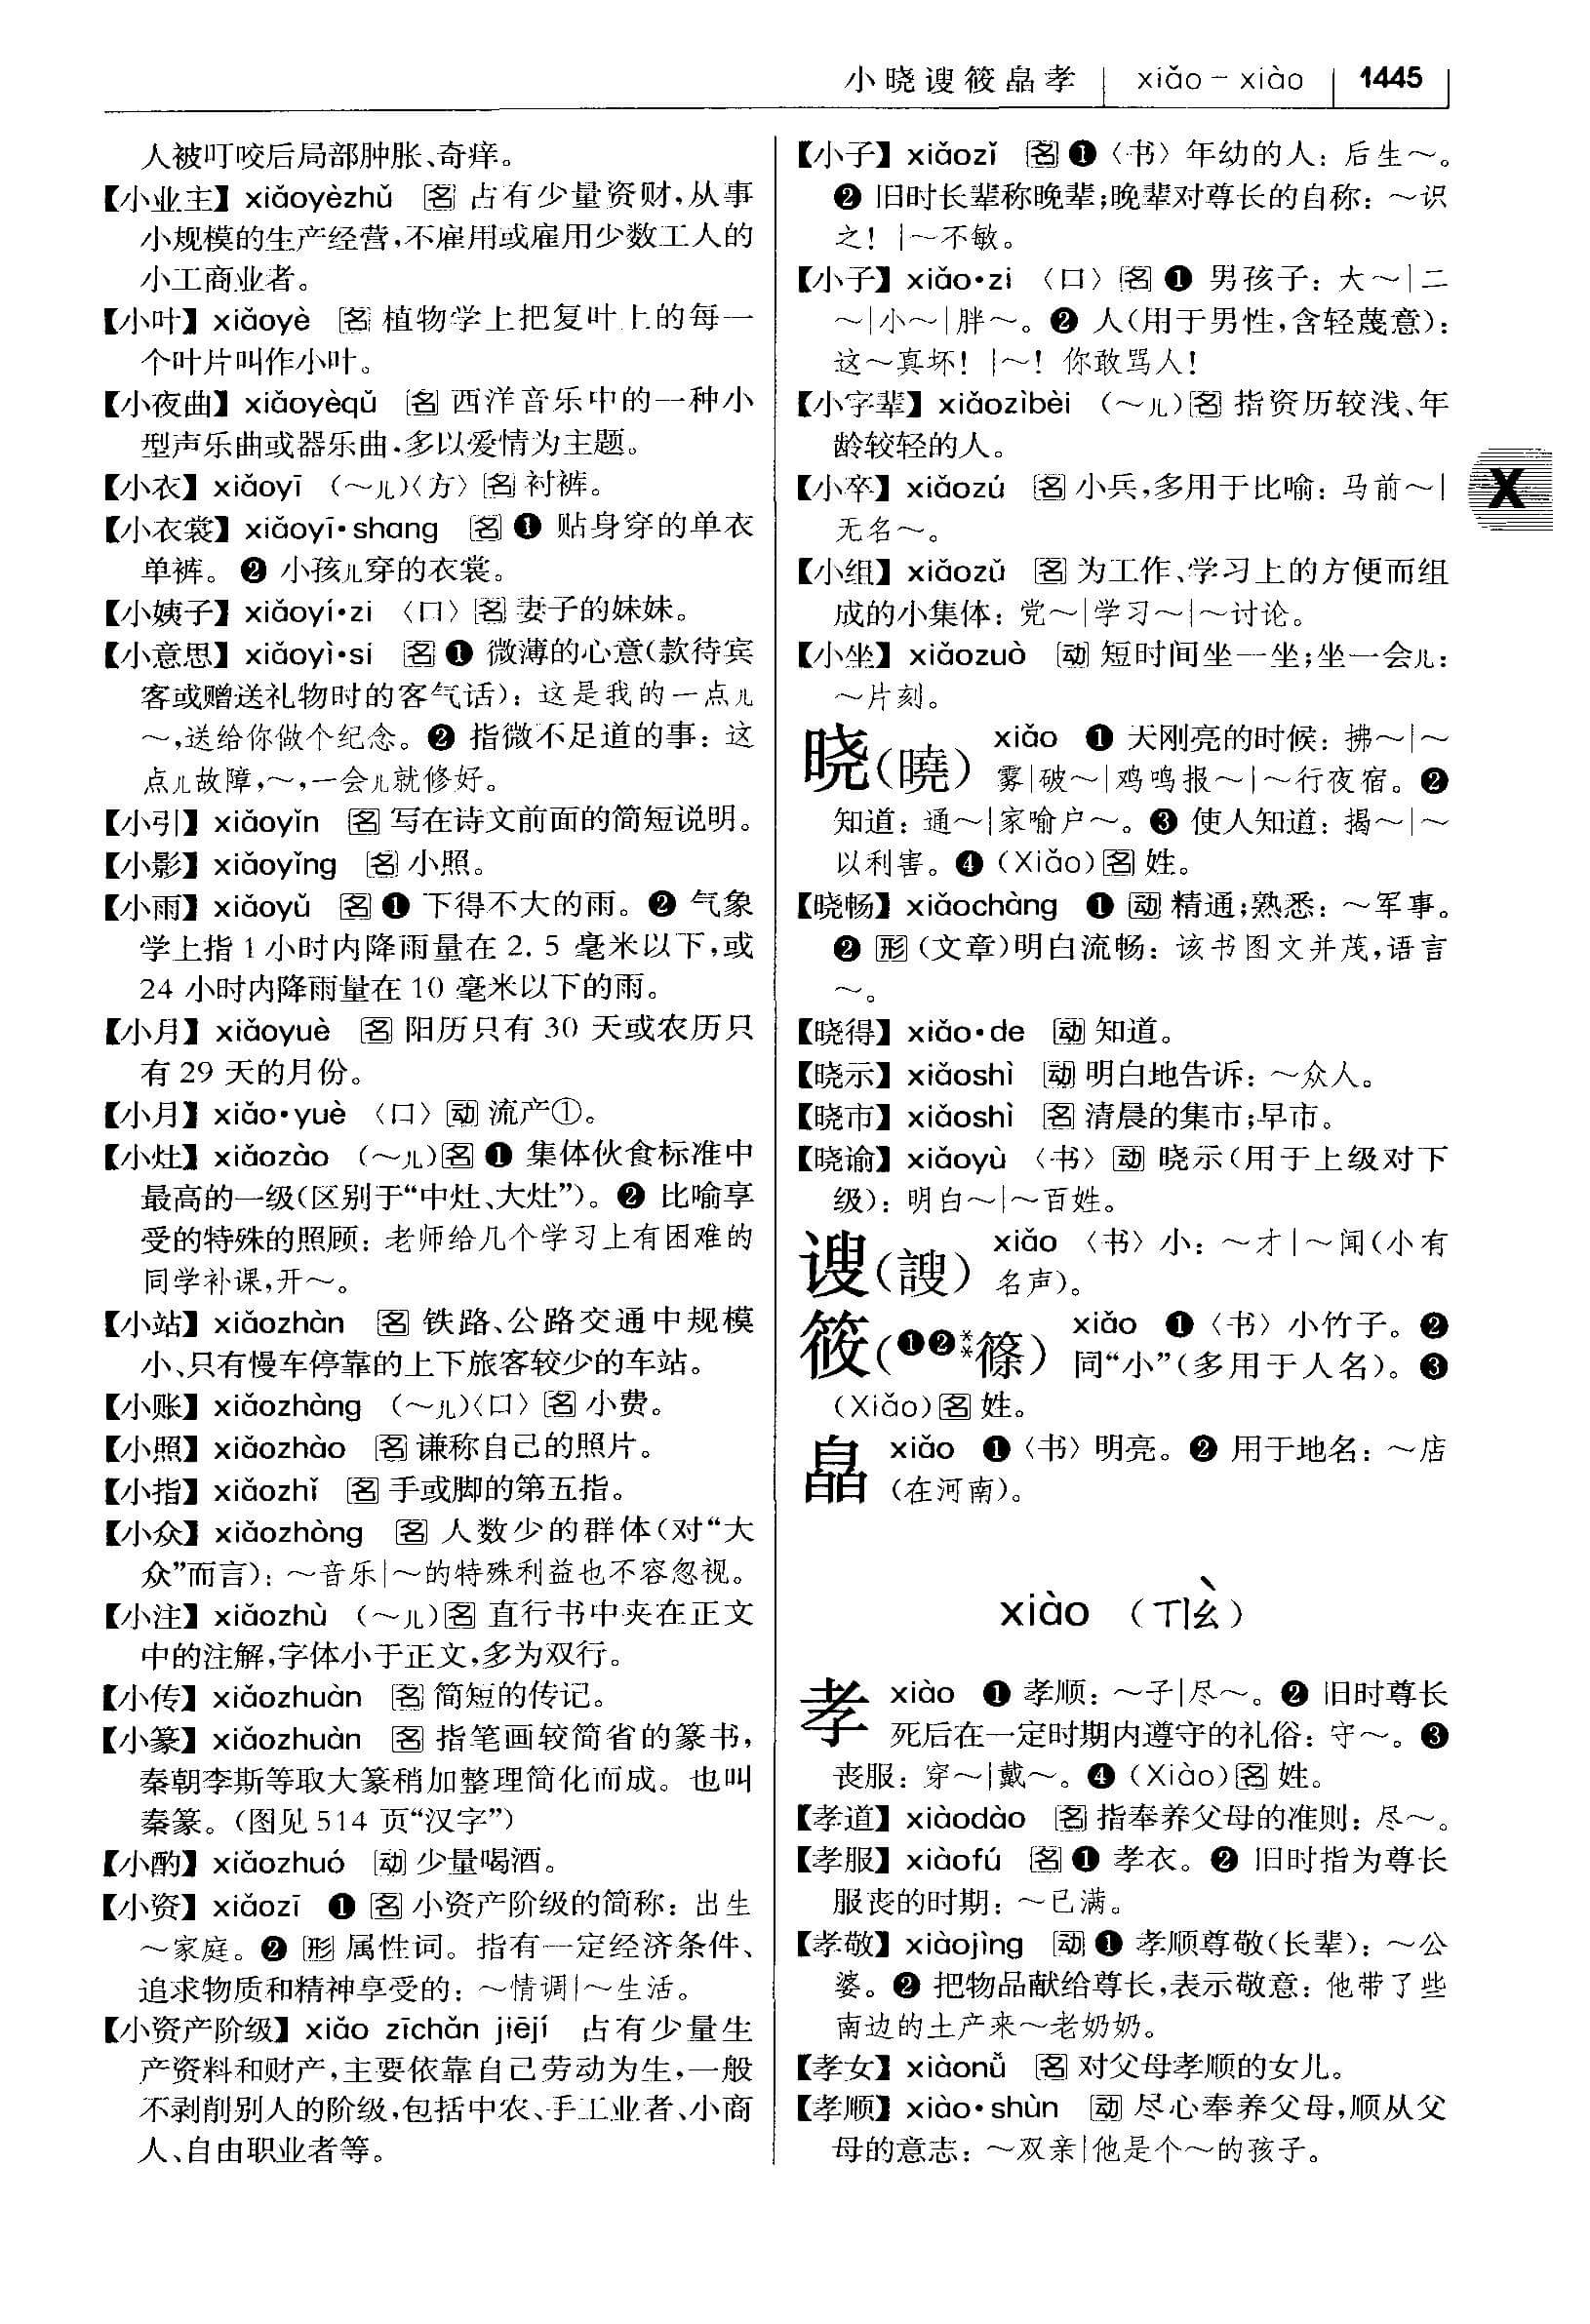 小晓谡筱皛孝 | xiǎo－xiào | 1445
人被叮咬后局部肿胀、奇痒。
【小业主】xiǎoyèzhǔ 名 占有少量资财，从事
小规模的生产经营，不雇用或雇用少数工人的
小工商业者。
【小叶】xiǎoyè 名 植物学上把复叶上的每一
个叶片叫作小叶。
【小夜曲】xiǎoyèqǔ 名 西洋音乐中的一种小
型声乐曲或器乐曲，多以爱情为主题。
【小衣】xiǎoyī （～儿）〈方〉名 衬裤。
【小衣裳】xiǎoyī·shang 名 ❶ 贴身穿的单衣
单裤。❷ 小孩儿穿的衣裳。
【小姨子】xiǎoyí·zi 〈口〉名 妻子的妹妹。
【小意思】xiǎoyì·si 名 ❶ 微薄的心意（款待宾
客或赠送礼物时的客气话）：这是我的一点儿
～，送给你做个纪念。❷ 指微不足道的事：这
点儿故障，～，一会儿就修好。
【小引】xiǎoyǐn 名 写在诗文前面的简短说明。
【小影】xiǎoyǐng 名 小照。
【小雨】xiǎoyǔ 名 ❶ 下得不大的雨。❷ 气象
学上指1小时内降雨量在2.5毫米以下，或
24小时内降雨量在10毫米以下的雨。
【小月】xiǎoyuè 名 阳历只有30天或农历只
有29天的月份。
【小月】xiǎo·yuè 〈口〉动 流产①。
【小灶】xiǎozào （～儿）名 ❶ 集体伙食标准中
最高的一级（区别于“中灶、大灶”）。❷ 比喻享
受的特殊的照顾：老师给几个学习上有困难的
同学补课，开～。
【小站】xiǎozhàn 名 铁路、公路交通中规模
小、只有慢车停靠的上下旅客较少的车站。
【小账】xiǎozhàng （～儿）〈口〉名 小费。
【小照】xiǎozhào 名 谦称自己的照片。
【小指】xiǎozhǐ 名 手或脚的第五指。
【小众】xiǎozhòng 名 人数少的群体（对“大
众”而言）：～音乐|～的特殊利益也不容忽视。
【小注】xiǎozhù （～儿）名 直行书中夹在正文
中的注解，字体小于正文，多为双行。
【小传】xiǎozhuàn 名 简短的传记。
【小篆】xiǎozhuàn 名 指笔画较简省的篆书，
秦朝李斯等取大篆稍加整理简化而成。也叫
秦篆。（图见514页“汉字”）
【小酌】xiǎozhuó 动 少量喝酒。
【小资】xiǎozī ❶ 名 小资产阶级的简称：出生
～家庭。❷ 形 属性词。指有一定经济条件、
追求物质和精神享受的：～情调|～生活。
【小资产阶级】xiǎo zīchǎn jiējí 占有少量生
产资料和财产，主要依靠自己劳动为生，一般
不剥削别人的阶级，包括中农、手工业者、小商
人、自由职业者等。
【小子】xiǎozǐ 名 ❶〈书〉年幼的人：后生～。
❷ 旧时长辈称晚辈；晚辈对尊长的自称：～识
之！|～不敏。
【小子】xiǎo·zi 〈口〉名 ❶ 男孩子：大～|二
～|小～|胖～。❷ 人（用于男性，含轻蔑意）：
这～真坏！|～！你敢骂人！
【小字辈】xiǎozìbèi （～儿）名 指资历较浅、年
龄较轻的人。
【小卒】xiǎozú 名 小兵，多用于比喻：马前～|
无名～。
【小组】xiǎozǔ 名 为工作、学习上的方便而组
成的小集体：党～|学习～|～讨论。
【小坐】xiǎozuò 动 短时间坐一坐；坐一会儿：
～片刻。
晓（曉） xiǎo ❶ 天刚亮的时候：拂～|～
雾|破～|鸡鸣报～|～行夜宿。❷
知道：通～|家喻户～。❸ 使人知道：揭～|～
以利害。❹（Xiǎo）名 姓。
【晓畅】xiǎochàng ❶ 动 精通；熟悉：～军事。
❷ 形（文章）明白流畅：该书图文并茂，语言
～。
【晓得】xiǎo·de 动 知道。
【晓示】xiǎoshì 动 明白地告诉：～众人。
【晓市】xiǎoshì 名 清晨的集市；早市。
【晓谕】xiǎoyù 〈书〉动 晓示（用于上级对下
级）：明白～|～百姓。
谀（謏） xiǎo 〈书〉小：～才|～闻（小有
名声）。
筱（❶❷**篠） xiǎo ❶〈书〉小竹子。❷
同“小”（多用于人名）。❸
（Xiǎo）名 姓。
皛 xiǎo ❶〈书〉明亮。❷ 用于地名：～店
（在河南）。
xiào （ㄒㄧㄠˋ）
孝 xiào ❶ 孝顺：～子|尽～。❷ 旧时尊长
死后在一定时期内遵守的礼俗：守～。❸
丧服：穿～|戴～。❹（Xiào）名 姓。
【孝道】xiàodào 名 指奉养父母的准则：尽～。
【孝服】xiàofú 名 ❶ 孝衣。❷ 旧时指为尊长
服丧的时期：～已满。
【孝敬】xiàojìng 动 ❶ 孝顺尊敬（长辈）：～公
婆。❷ 把物品献给尊长，表示敬意：他带了些
南边的土产来～老奶奶。
【孝女】xiàonǚ 名 对父母孝顺的女儿。
【孝顺】xiào·shùn 动 尽心奉养父母，顺从父
母的意志：～双亲|他是个～的孩子。
X